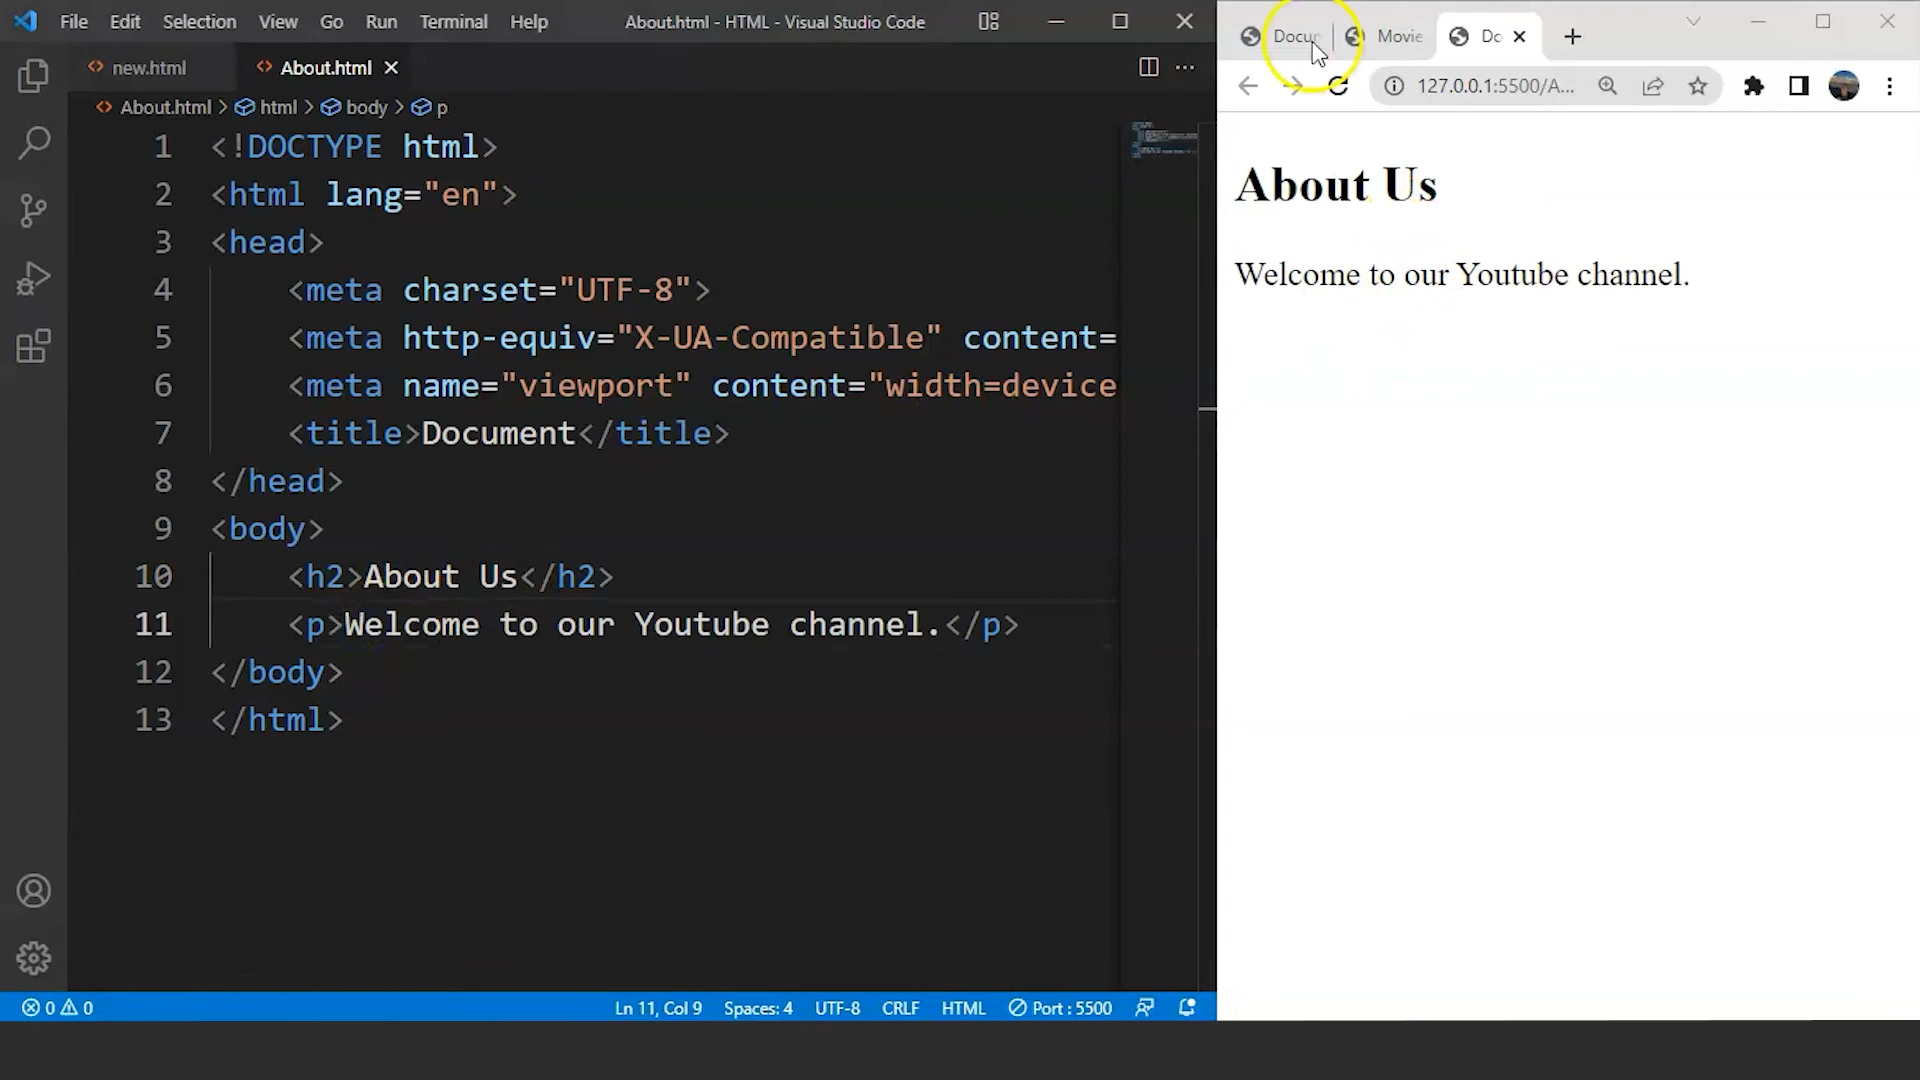 File Edit Selection View Go Run Terminal Help About.html - HTML - Visual Studio Code
new.html About.html
About.html > html > body > p
1 <!DOCTYPE html>
2 <html lang="en">
3 <head>
4 <meta charset="UTF-8">
5 <meta http-equiv="X-UA-Compatible" content=
6 <meta name="viewport" content="width=device
7 <title>Document</title>
8 </head>
9 <body>
10 <h2>About Us</h2>
11 <p>Welcome to our Youtube channel.</p>
12 </body>
13 </html>
0 0 Ln 11, Col 9 Spaces: 4 UTF-8 CRLF HTML Port : 5500
Docu Movie Do
127.0.0.1:5500/A...
About Us
Welcome to our Youtube channel.